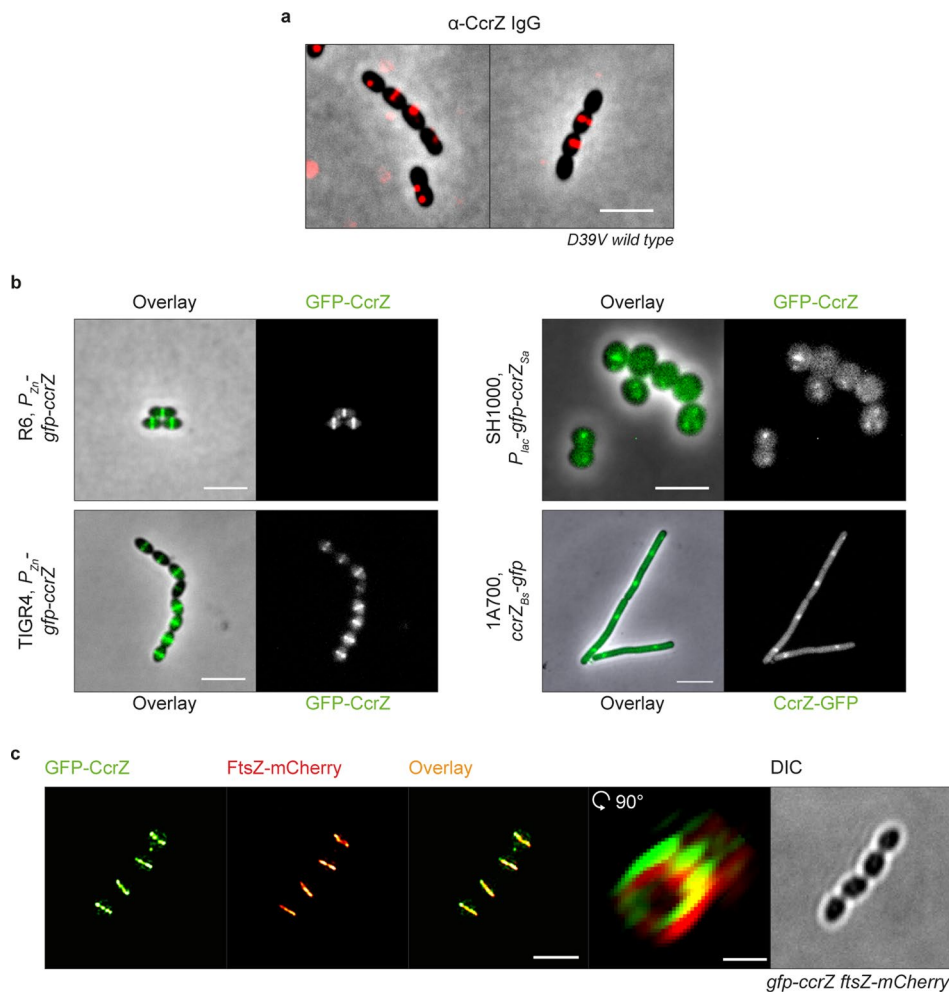 a
α-CcrZ IgG
D39V wild type
b
Overlay
GFP-CcrZ
R6, P_Zn-
gfp-ccrZ
TIGR4, P_Zn-
gfp-ccrZ
Overlay
GFP-CcrZ
Overlay
GFP-CcrZ
SH1000,
P_lac-gfp-ccrZ_Sa
1A700,
ccrZ_Bs-gfp
Overlay
CcrZ-GFP
c
GFP-CcrZ
FtsZ-mCherry
Overlay
90°
DIC
gfp-ccrZ ftsZ-mCherry